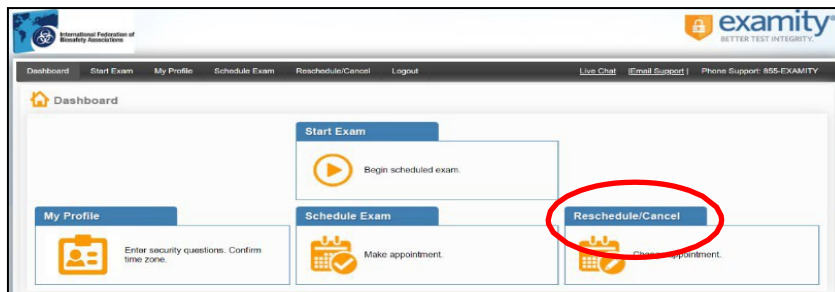 International Federation of
Biosafety Associations
examity
BETTER TEST INTEGRITY.
Dashboard Start Exam My Profile Schedule Exam Reschedule/Cancel Logout Live Chat |Email Support | Phone Support: 855-EXAMITY
Dashboard
Start Exam
Begin scheduled exam.
My Profile
Enter security questions. Confirm
time zone.
Schedule Exam
Make appointment.
Reschedule/Cancel
Change appointment.